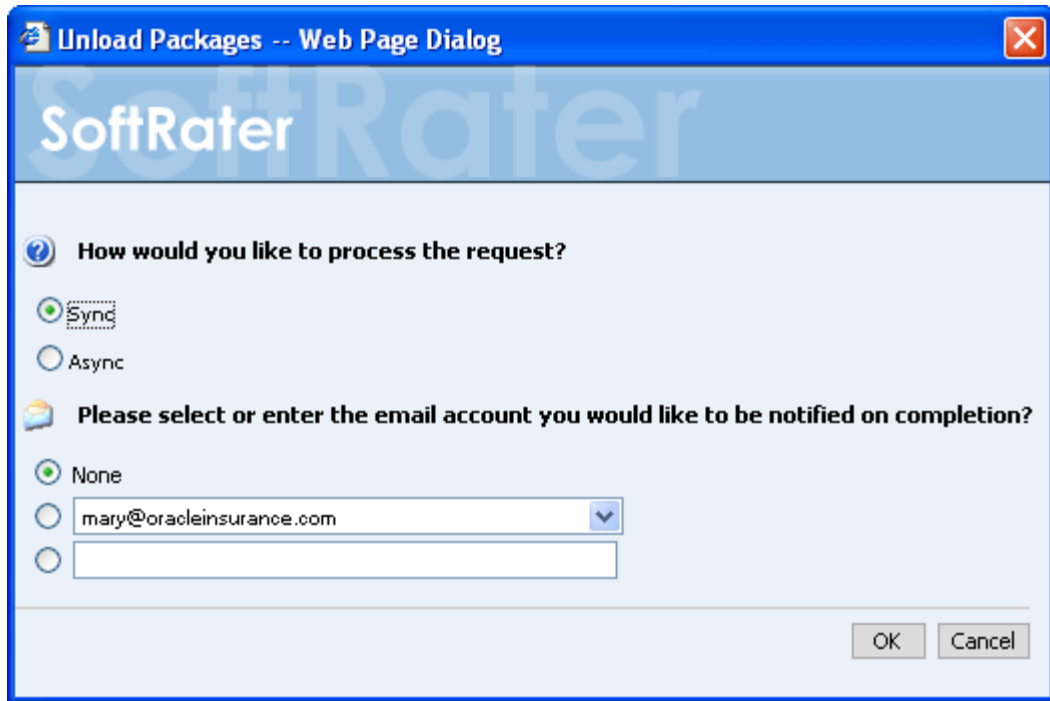 Unload Packages -- Web Page Dialog
SoftRater
SoftRater
How would you like to process the request?
Sync
Async
Please select or enter the email account you would like to be notified on completion?
None
mary@oracleinsurance.com
OK Cancel